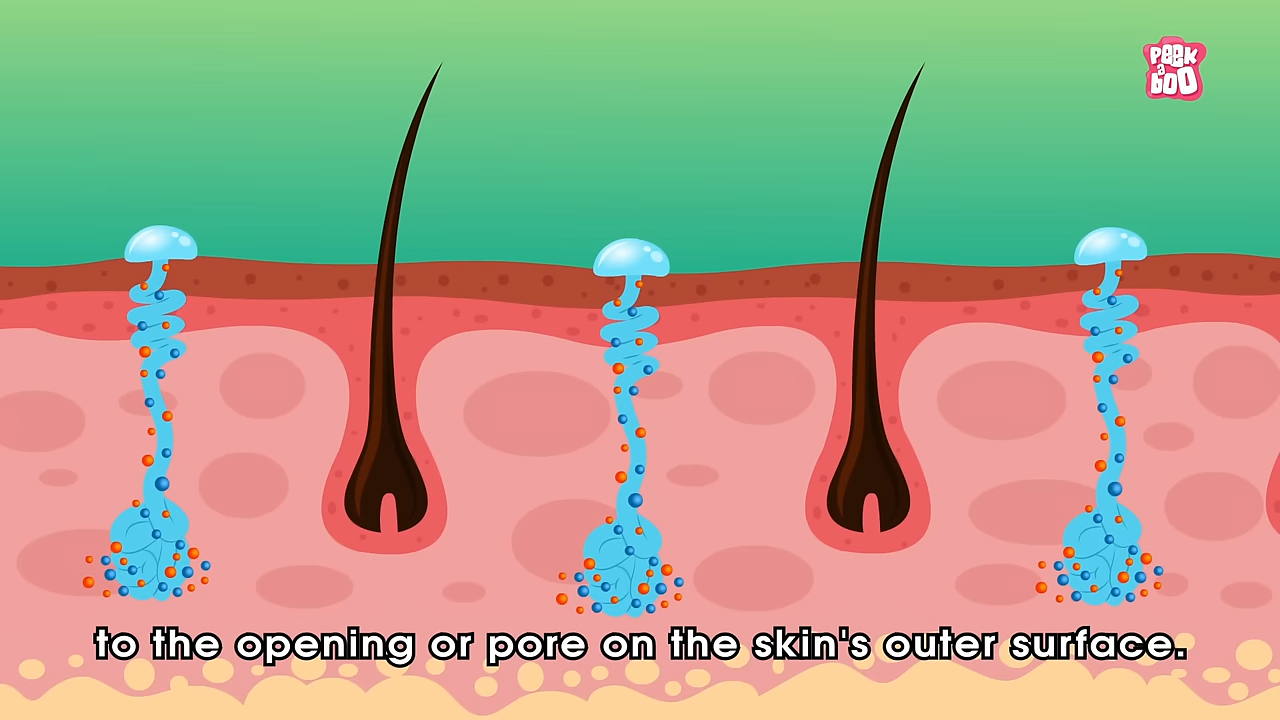 PEEK
a
BOO
to the opening or pore on the skin's outer surface.